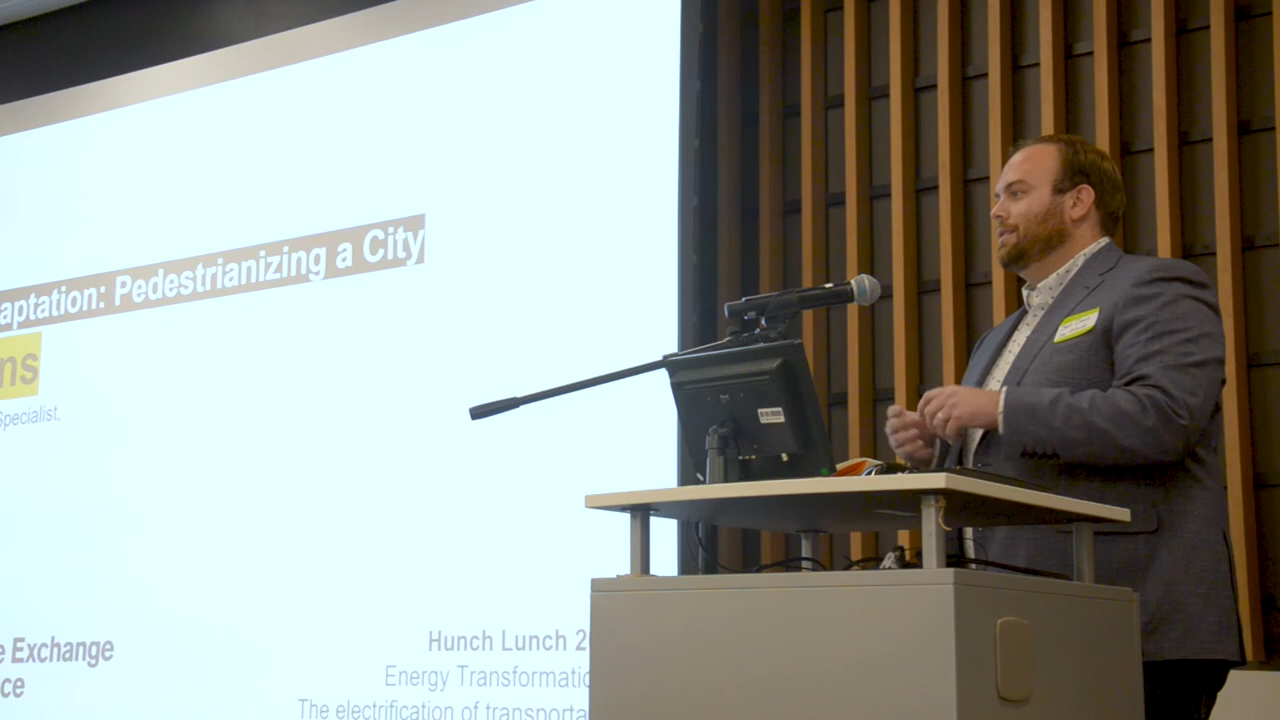 aptation: Pedestrianizing a City
ns
Specialist,
e Exchange
ce
Hunch Lunch 2
Energy Transformatio
The electrification of transporta